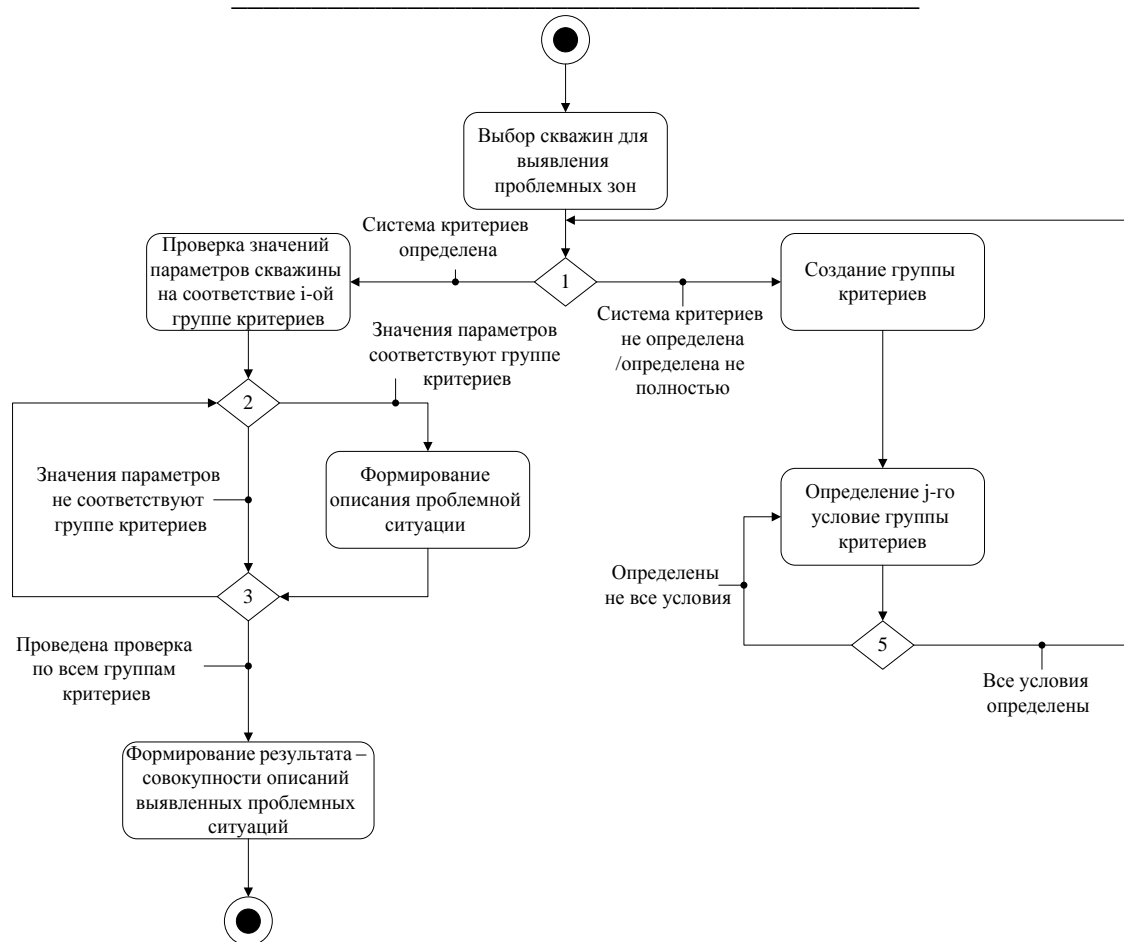 Выбор скважин для
выявления
проблемных зон
Система критериев
определена
Проверка значений
параметров скважины
на соответствие i-ой
группе критериев
1
Создание группы
критериев
Система критериев
не определена
/определена не
полностью
Значения параметров
соответствуют группе
критериев
2
Значения параметров
не соответствуют
группе критериев
Формирование
описания проблемной
ситуации
Определение j-го
условие группы
критериев
Определены
не все условия
3
5
Проведена проверка
по всем группам
критериев
Все условия
определены
Формирование результата –
совокупности описаний
выявленных проблемных
ситуаций